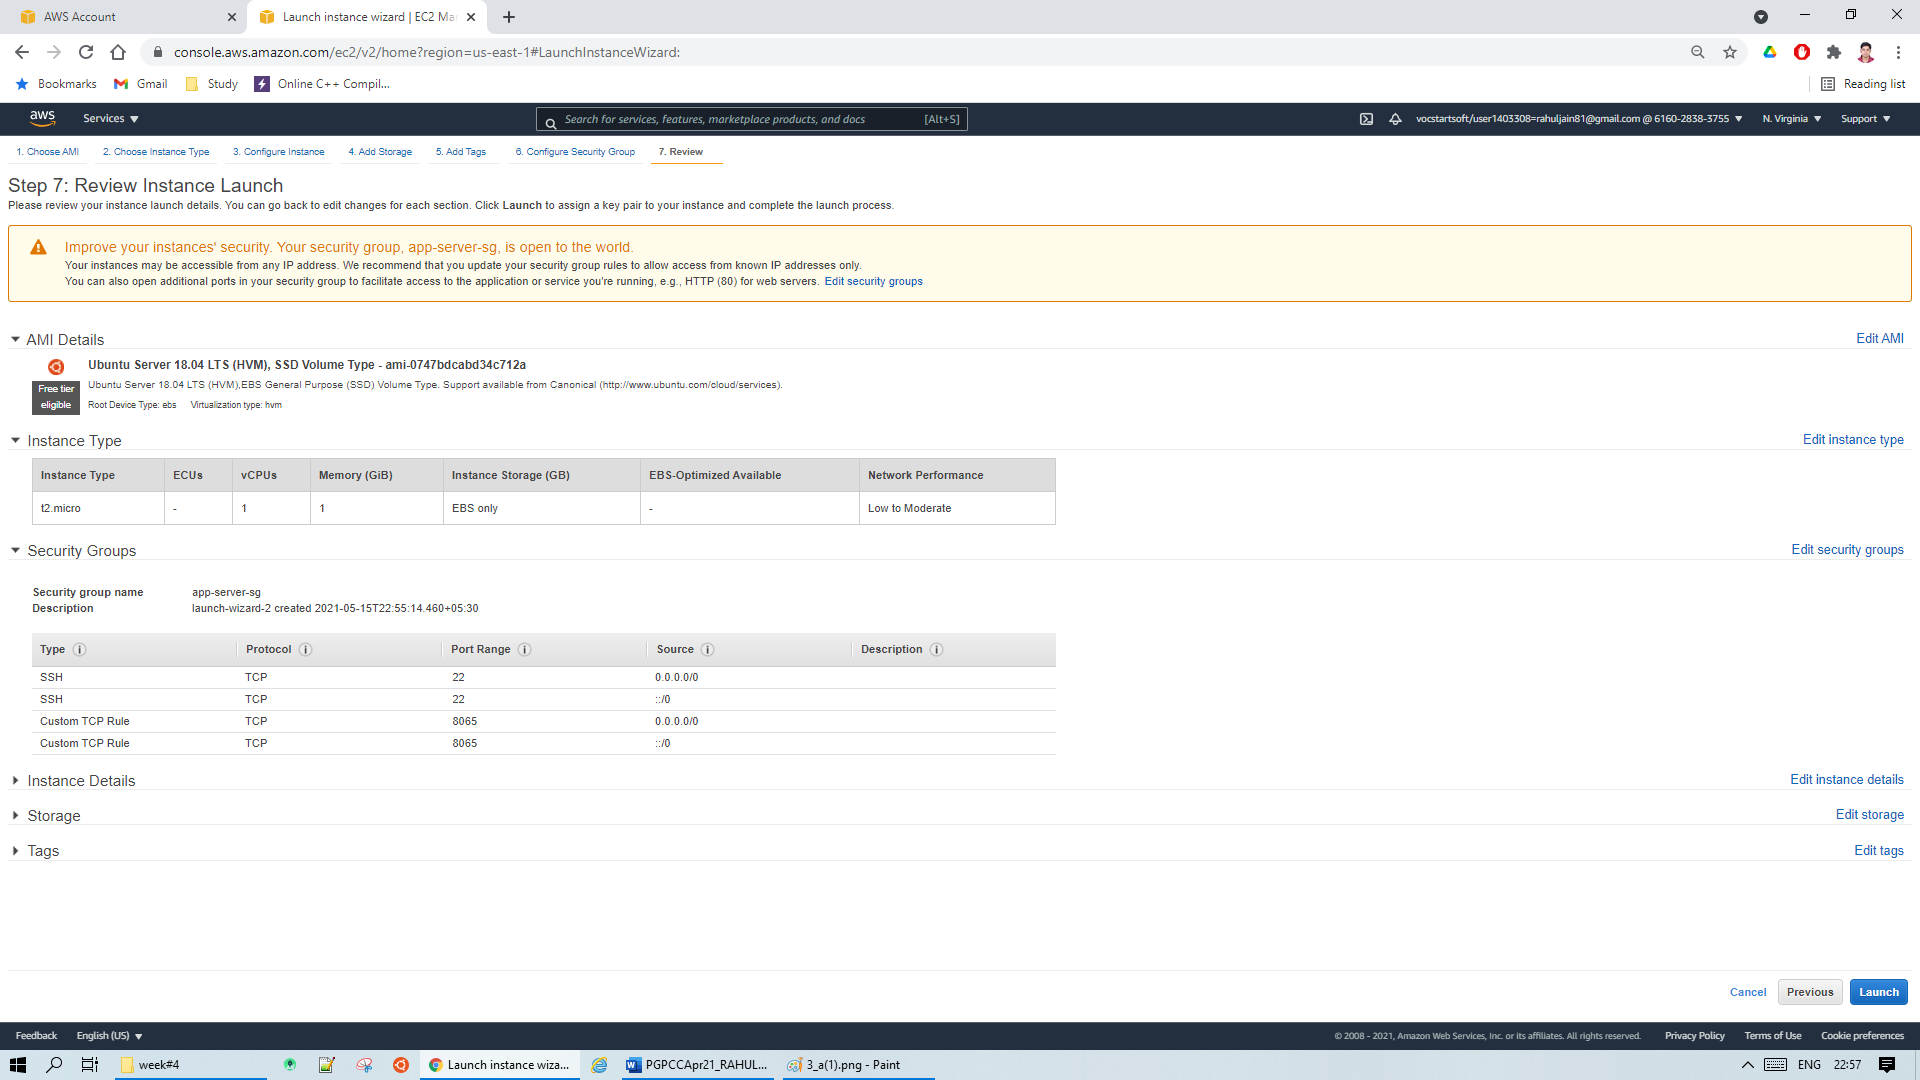 AWS Account
Launch instance wizard | EC2 Ma
console.aws.amazon.com/ec2/v2/home?region=us-east-1#LaunchInstanceWizard:
Bookmarks Gmail Study Online C++ Compil... Reading list
aws Services Search for services, features, marketplace products, and docs [Alt+S] vocstartsoft/user1403308=rahuljain81@gmail.com @ 6160-2838-3755 N. Virginia Support
1. Choose AMI 2. Choose Instance Type 3. Configure Instance 4. Add Storage 5. Add Tags 6. Configure Security Group 7. Review
Step 7: Review Instance Launch
Please review your instance launch details. You can go back to edit changes for each section. Click Launch to assign a key pair to your instance and complete the launch process.
Improve your instances' security. Your security group, app-server-sg, is open to the world.
Your instances may be accessible from any IP address. We recommend that you update your security group rules to allow access from known IP addresses only.
You can also open additional ports in your security group to facilitate access to the application or service you're running, e.g., HTTP (80) for web servers. Edit security groups
AMI Details Edit AMI
Ubuntu Server 18.04 LTS (HVM), SSD Volume Type - ami-0747bdcabd34c712a
Free tier eligible
Ubuntu Server 18.04 LTS (HVM),EBS General Purpose (SSD) Volume Type. Support available from Canonical (http://www.ubuntu.com/cloud/services).
Root Device Type: ebs Virtualization type: hvm
Instance Type Edit instance type
Instance Type ECUs vCPUs Memory (GiB) Instance Storage (GB) EBS-Optimized Available Network Performance
t2.micro - 1 1 EBS only - Low to Moderate
Security Groups Edit security groups
Security group name app-server-sg
Description launch-wizard-2 created 2021-05-15T22:55:14.460+05:30
Type Protocol Port Range Source Description
SSH TCP 22 0.0.0.0/0
SSH TCP 22 ::/0
Custom TCP Rule TCP 8065 0.0.0.0/0
Custom TCP Rule TCP 8065 ::/0
Instance Details Edit instance details
Storage Edit storage
Tags Edit tags
Cancel Previous Launch
Feedback English (US) © 2008 - 2021, Amazon Web Services, Inc. or its affiliates. All rights reserved. Privacy Policy Terms of Use Cookie preferences
week#4 Launch instance wiza... PGPCCApr21_RAHUL... 3_a(1).png - Paint ENG 22:57